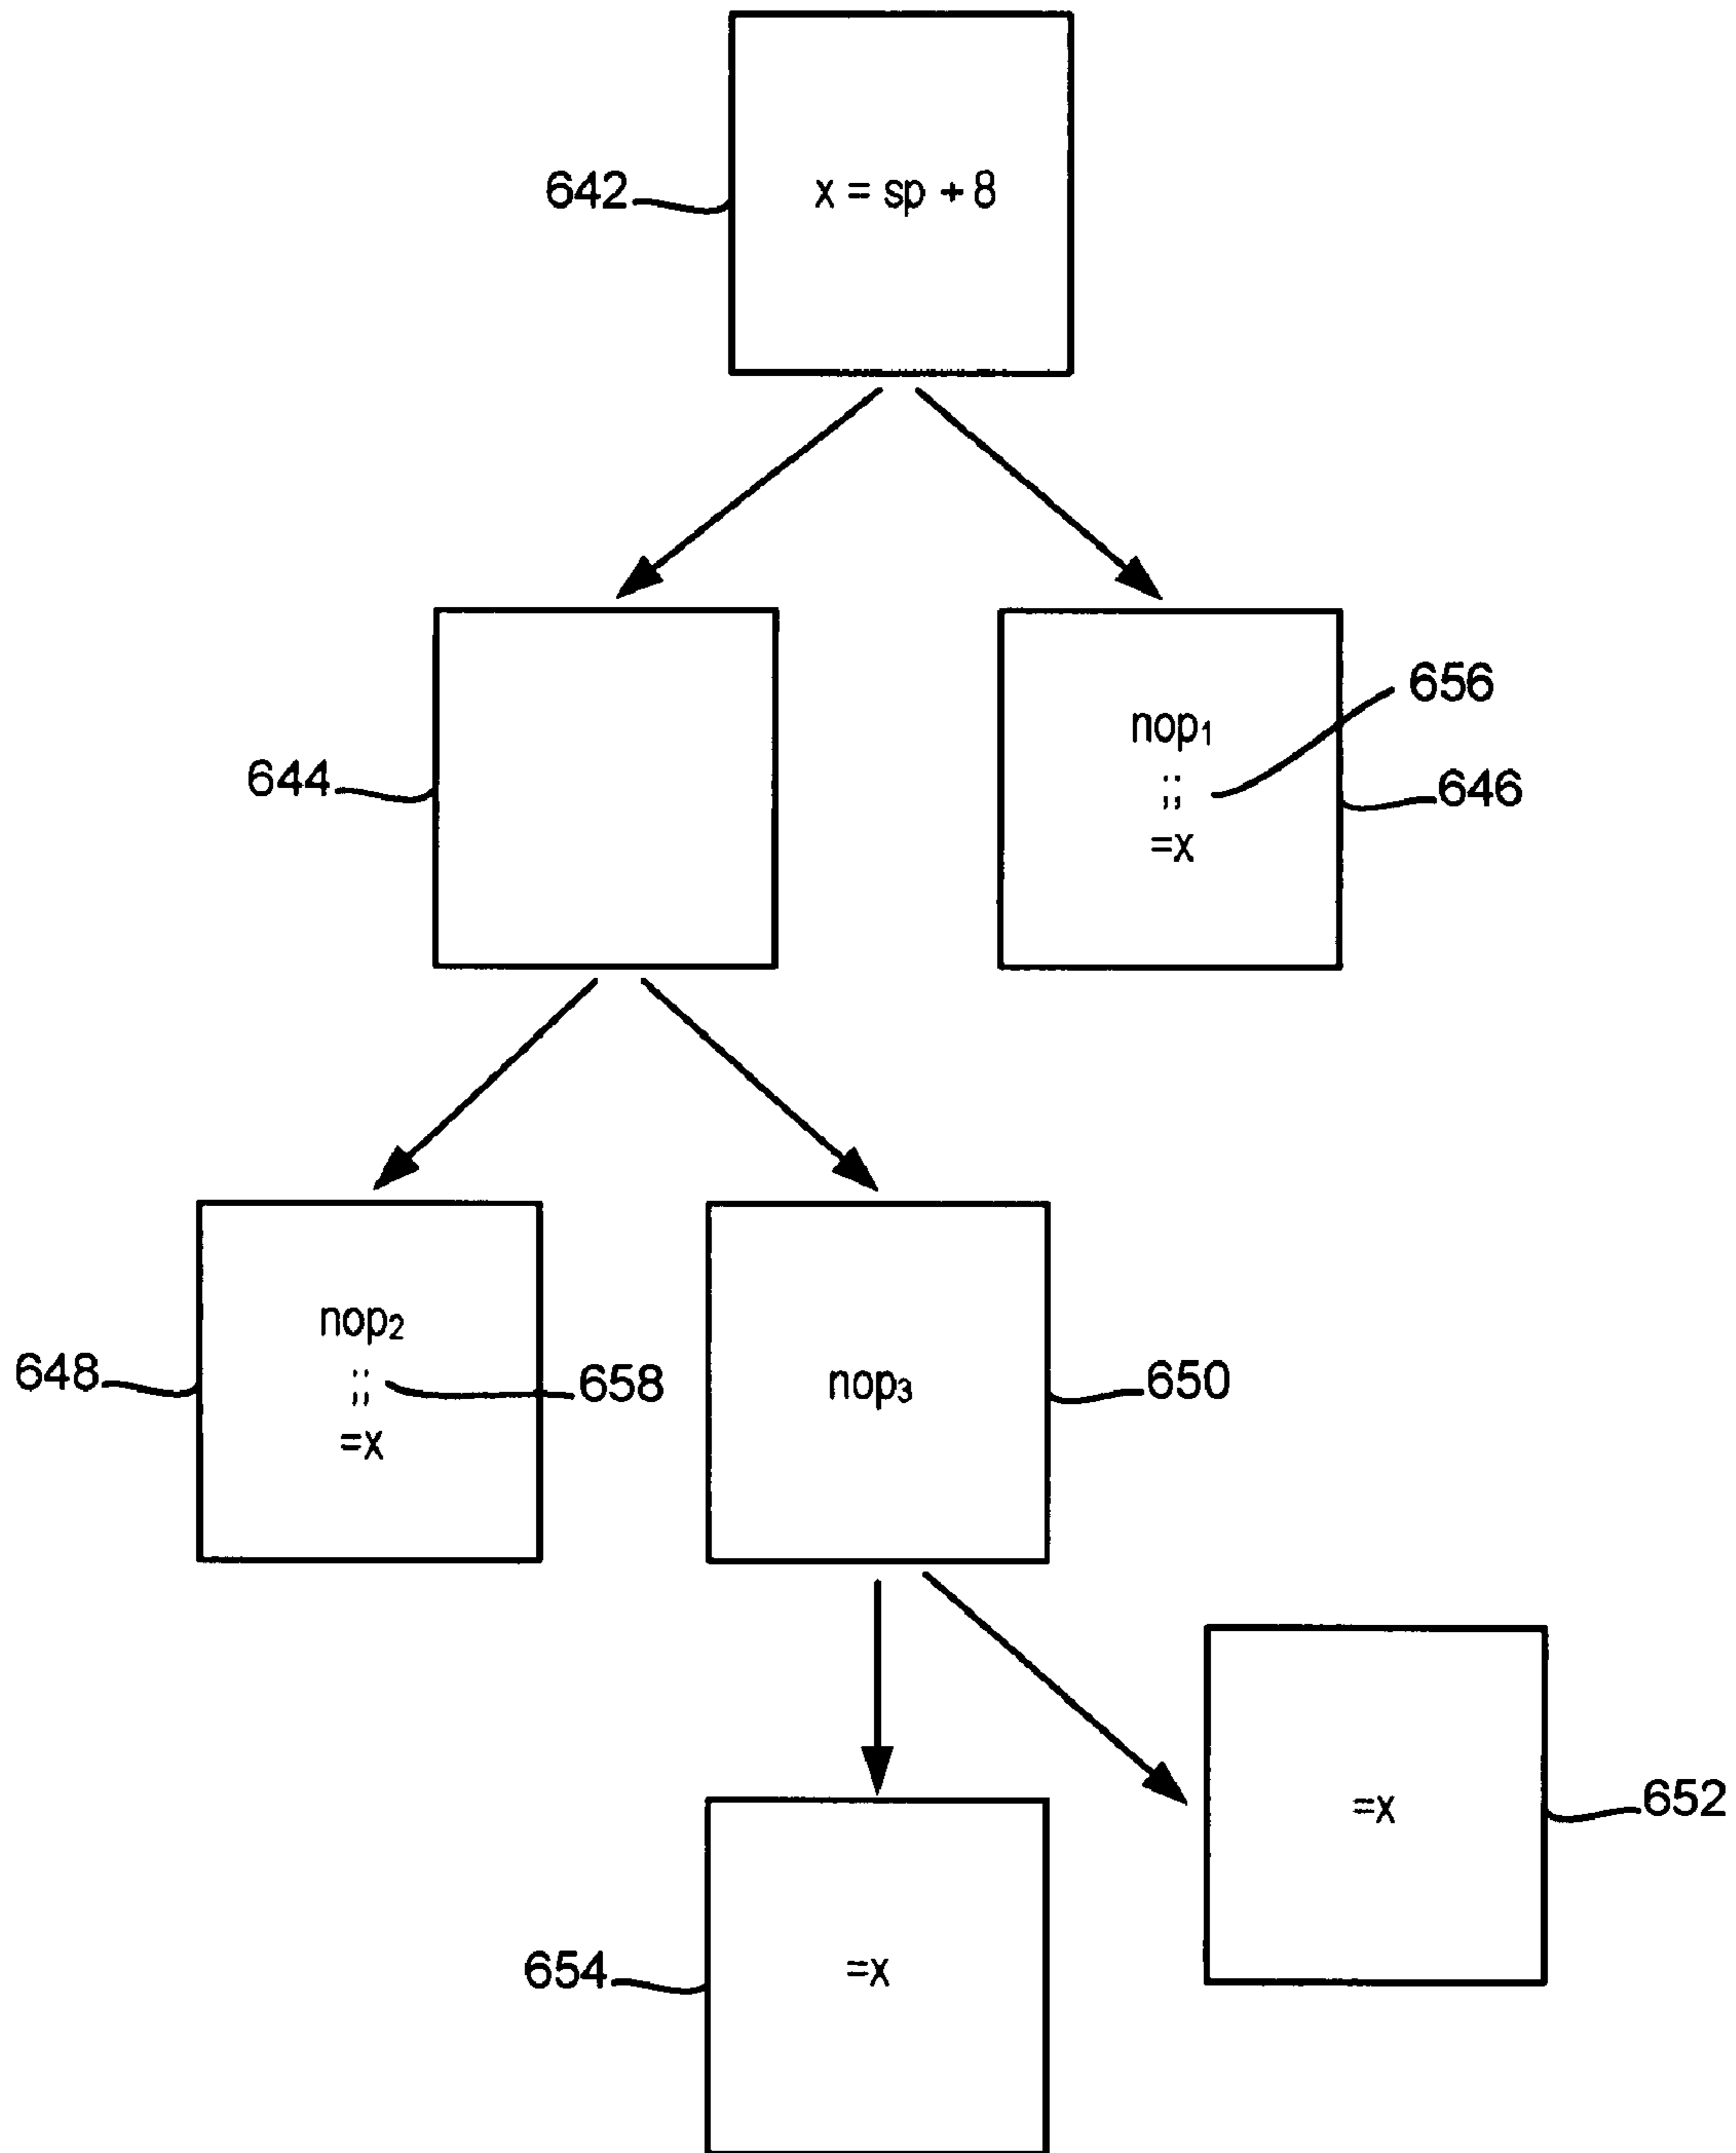 642
x = sp + 8
644
nop₁
;;
=x
656
646
648
nop₂
;;
=x
658
nop₃
650
=x
652
654
=x